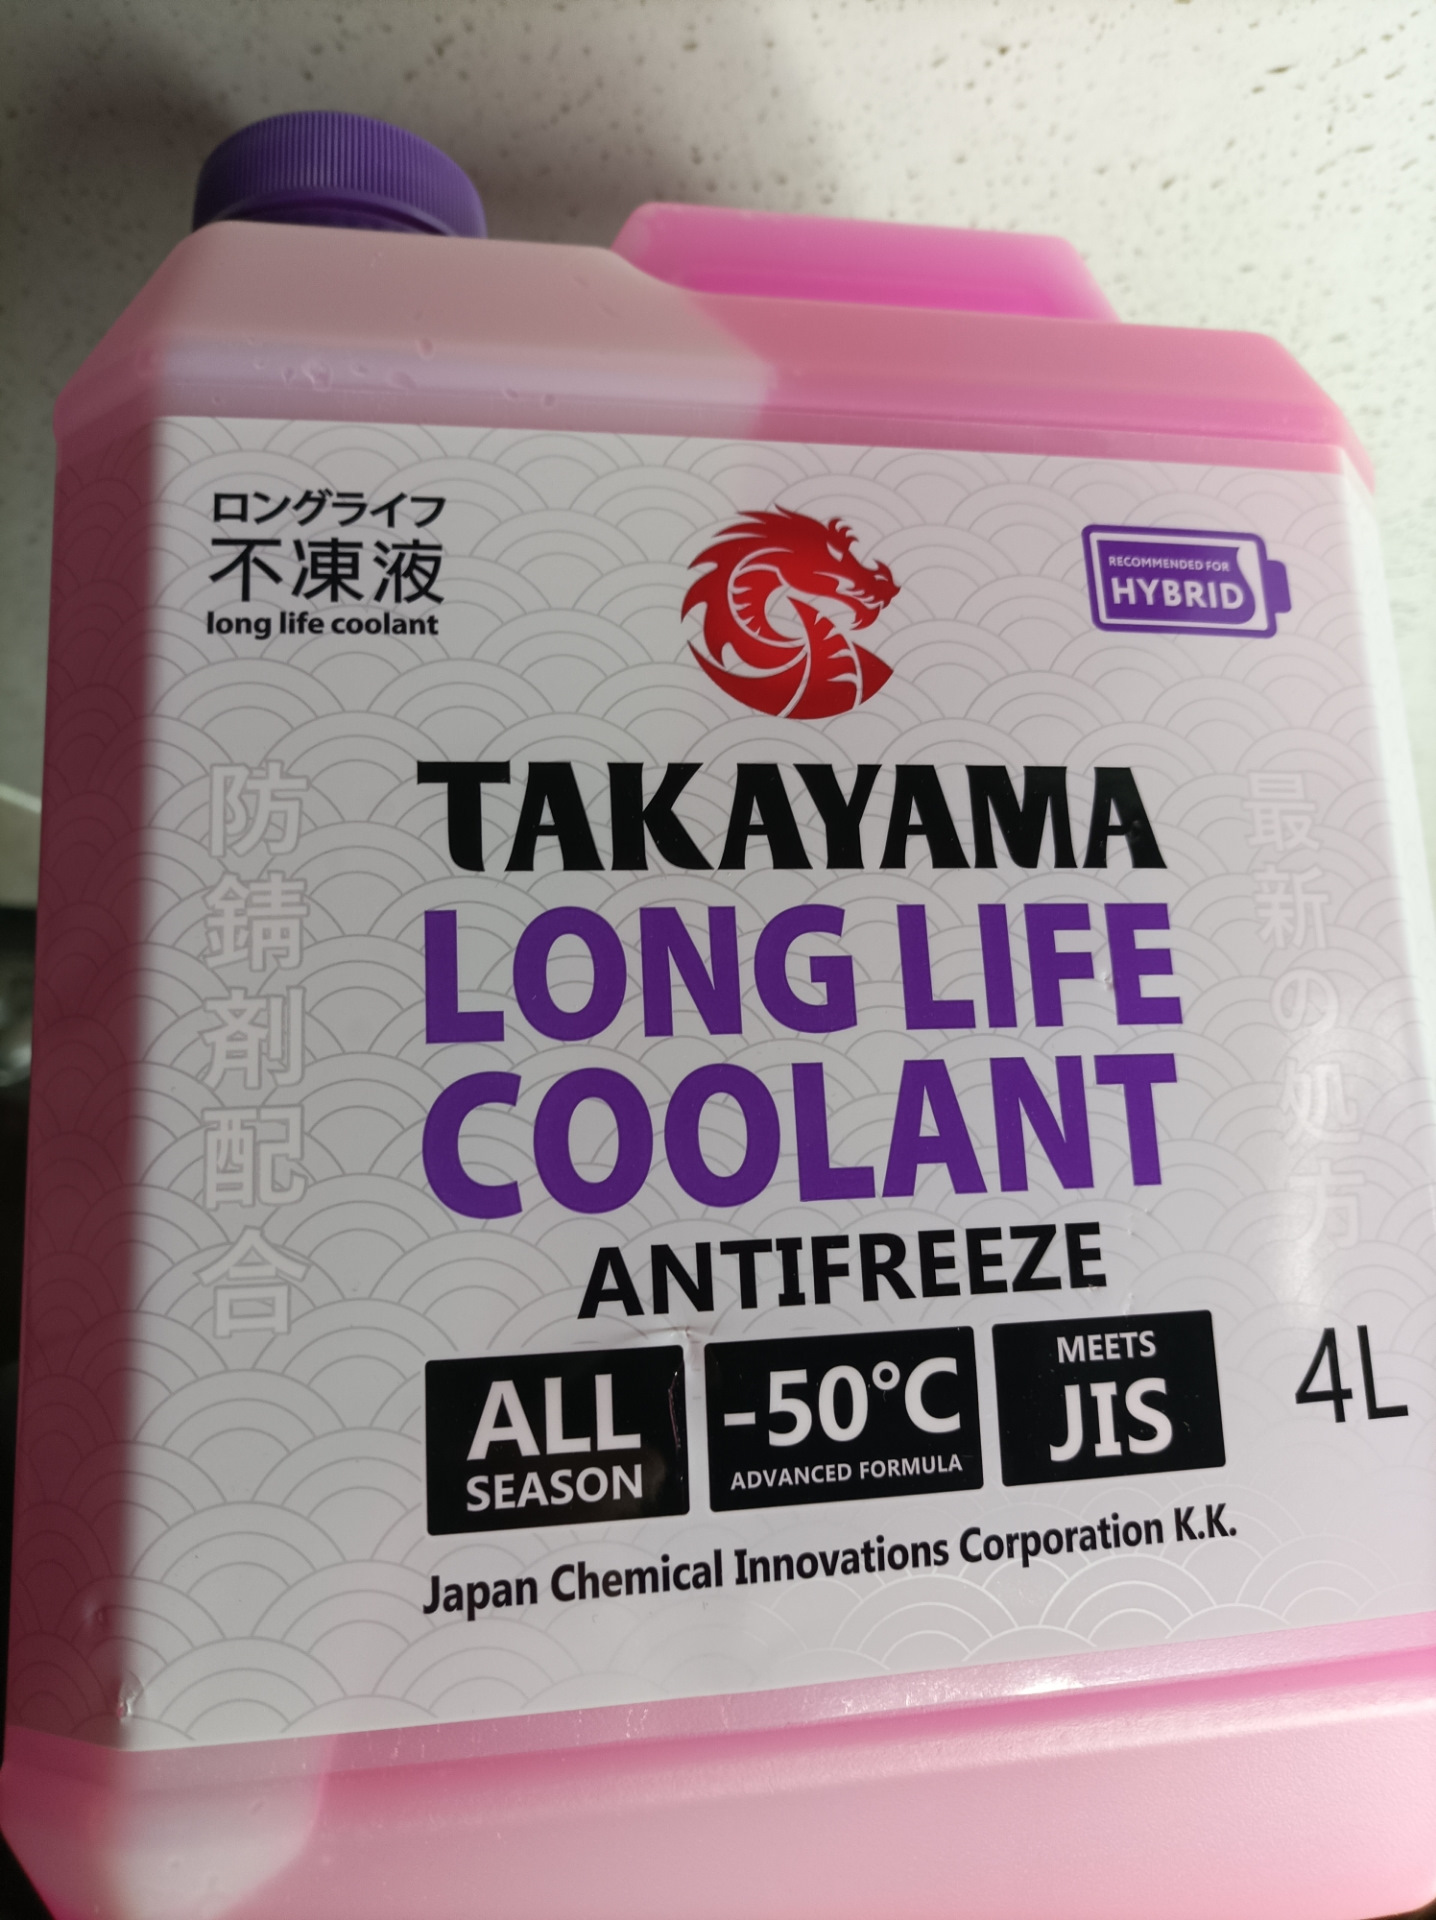 ロングライフ
不凍液
long life coolant
RECOMMENDED FOR
HYBRID
防錆剤配合
最新の処方
TAKAYAMA
LONG LIFE
COOLANT
ANTIFREEZE
ALL
SEASON
-50°C
ADVANCED FORMULA
MEETS
JIS
4L
Japan Chemical Innovations Corporation K.K.